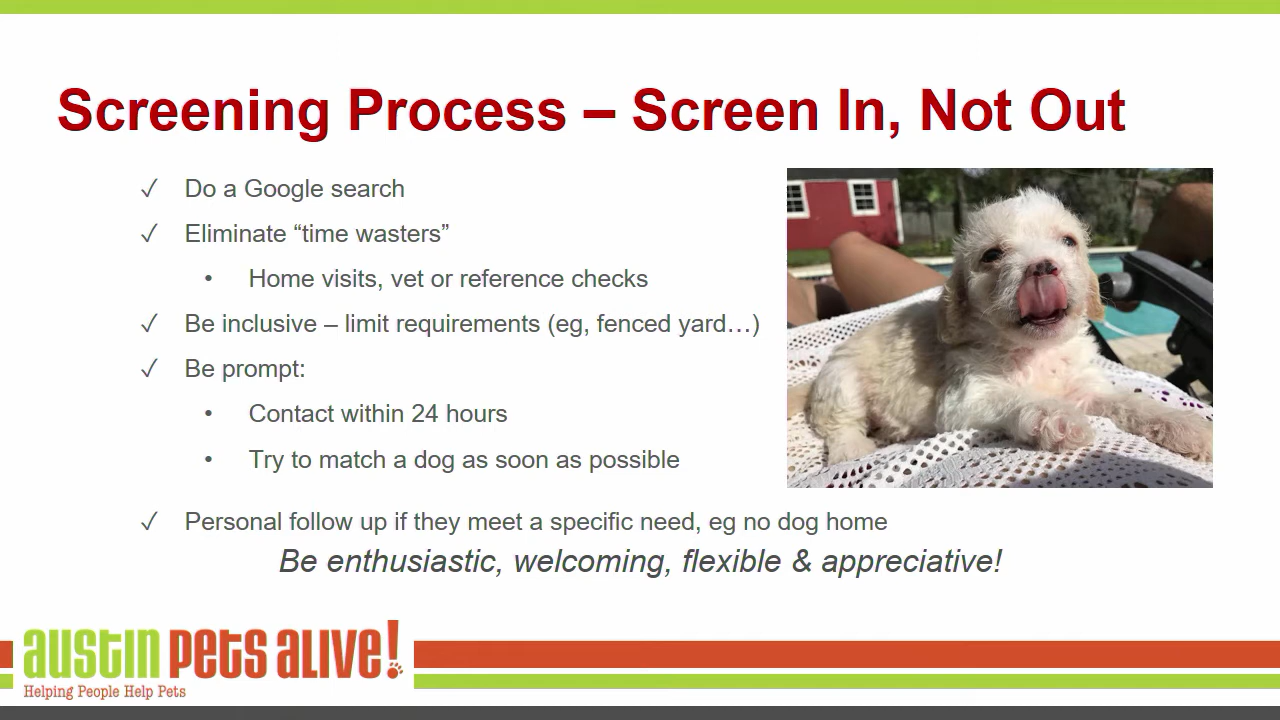 Screening Process – Screen In, Not Out
✓ Do a Google search
✓ Eliminate “time wasters”
• Home visits, vet or reference checks
✓ Be inclusive – limit requirements (eg, fenced yard…)
✓ Be prompt:
• Contact within 24 hours
• Try to match a dog as soon as possible
✓ Personal follow up if they meet a specific need, eg no dog home
Be enthusiastic, welcoming, flexible & appreciative!
austin pets alive!
Helping People Help Pets